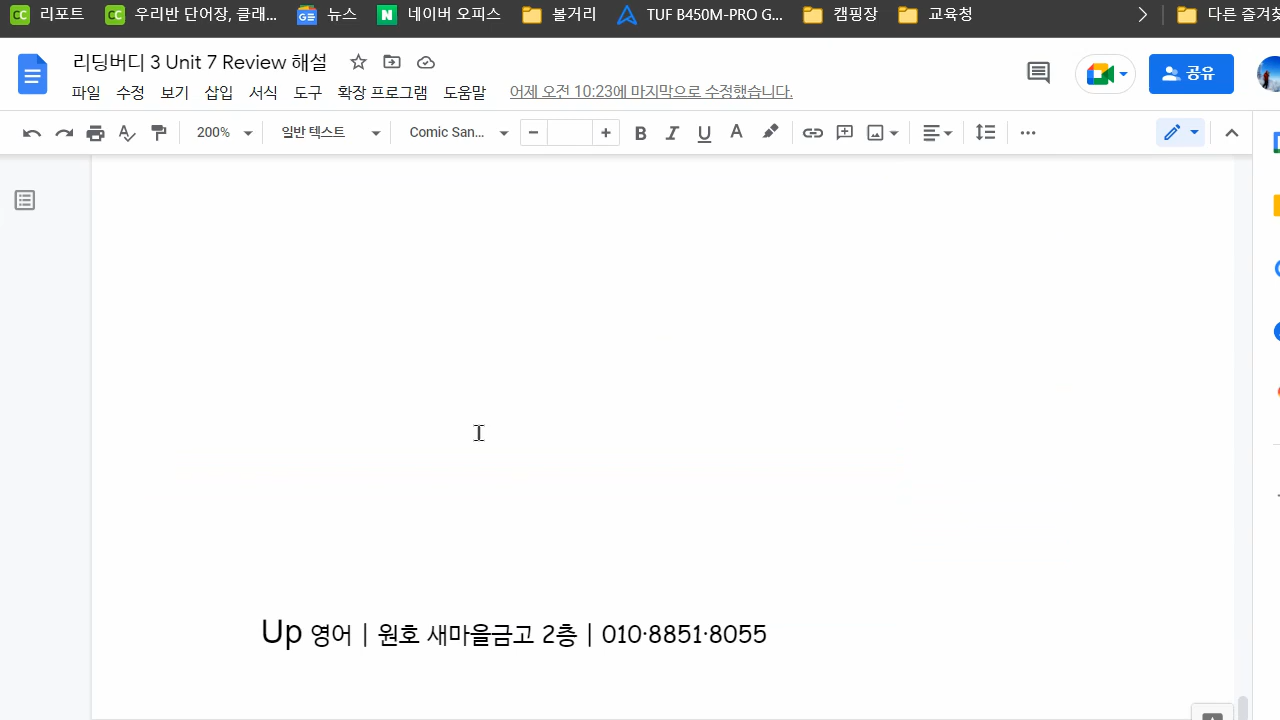 리포트 우리반 단어장, 클래... 뉴스 네이버 오피스 볼거리 TUF B450M-PRO G... 캠핑장 교육청 다른 즐겨찾
리딩버디 3 Unit 7 Review 해설
공유
파일 수정 보기 삽입 서식 도구 확장 프로그램 도움말 어제 오전 10:23에 마지막으로 수정했습니다.
200% 일반 텍스트 Comic San... B I U A
Up 영어 | 원호 새마을금고 2층 | 010·8851·8055